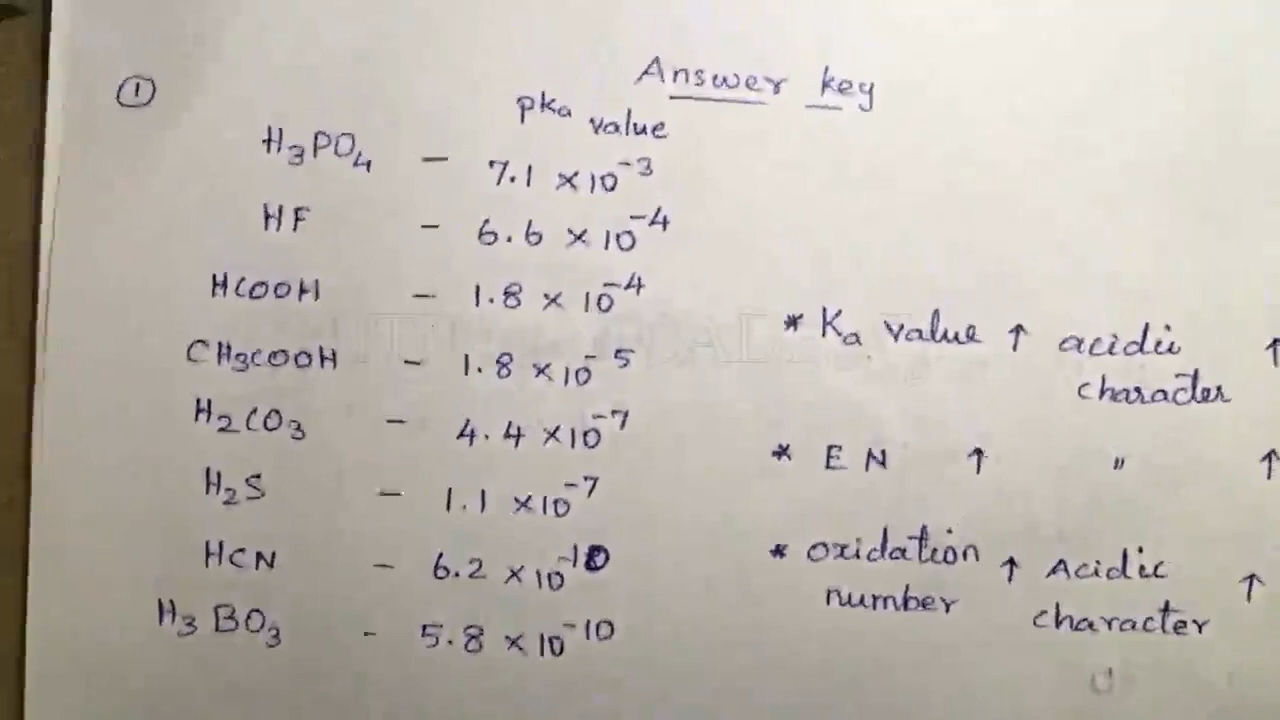 Answer key
①
pka value
H₃PO₄ – 7.1 × 10⁻³
HF – 6.6 × 10⁻⁴
HCOOH – 1.8 × 10⁻⁴
CH₃COOH – 1.8 × 10⁻⁵
H₂CO₃ – 4.4 × 10⁻⁷
H₂S – 1.1 × 10⁻⁷
HCN – 6.2 × 10⁻¹⁰
H₃BO₃ – 5.8 × 10⁻¹⁰
* Ka value ↑ acidic ↑
character
* EN ↑ " ↑
* oxidation ↑ Acidic ↑
number character